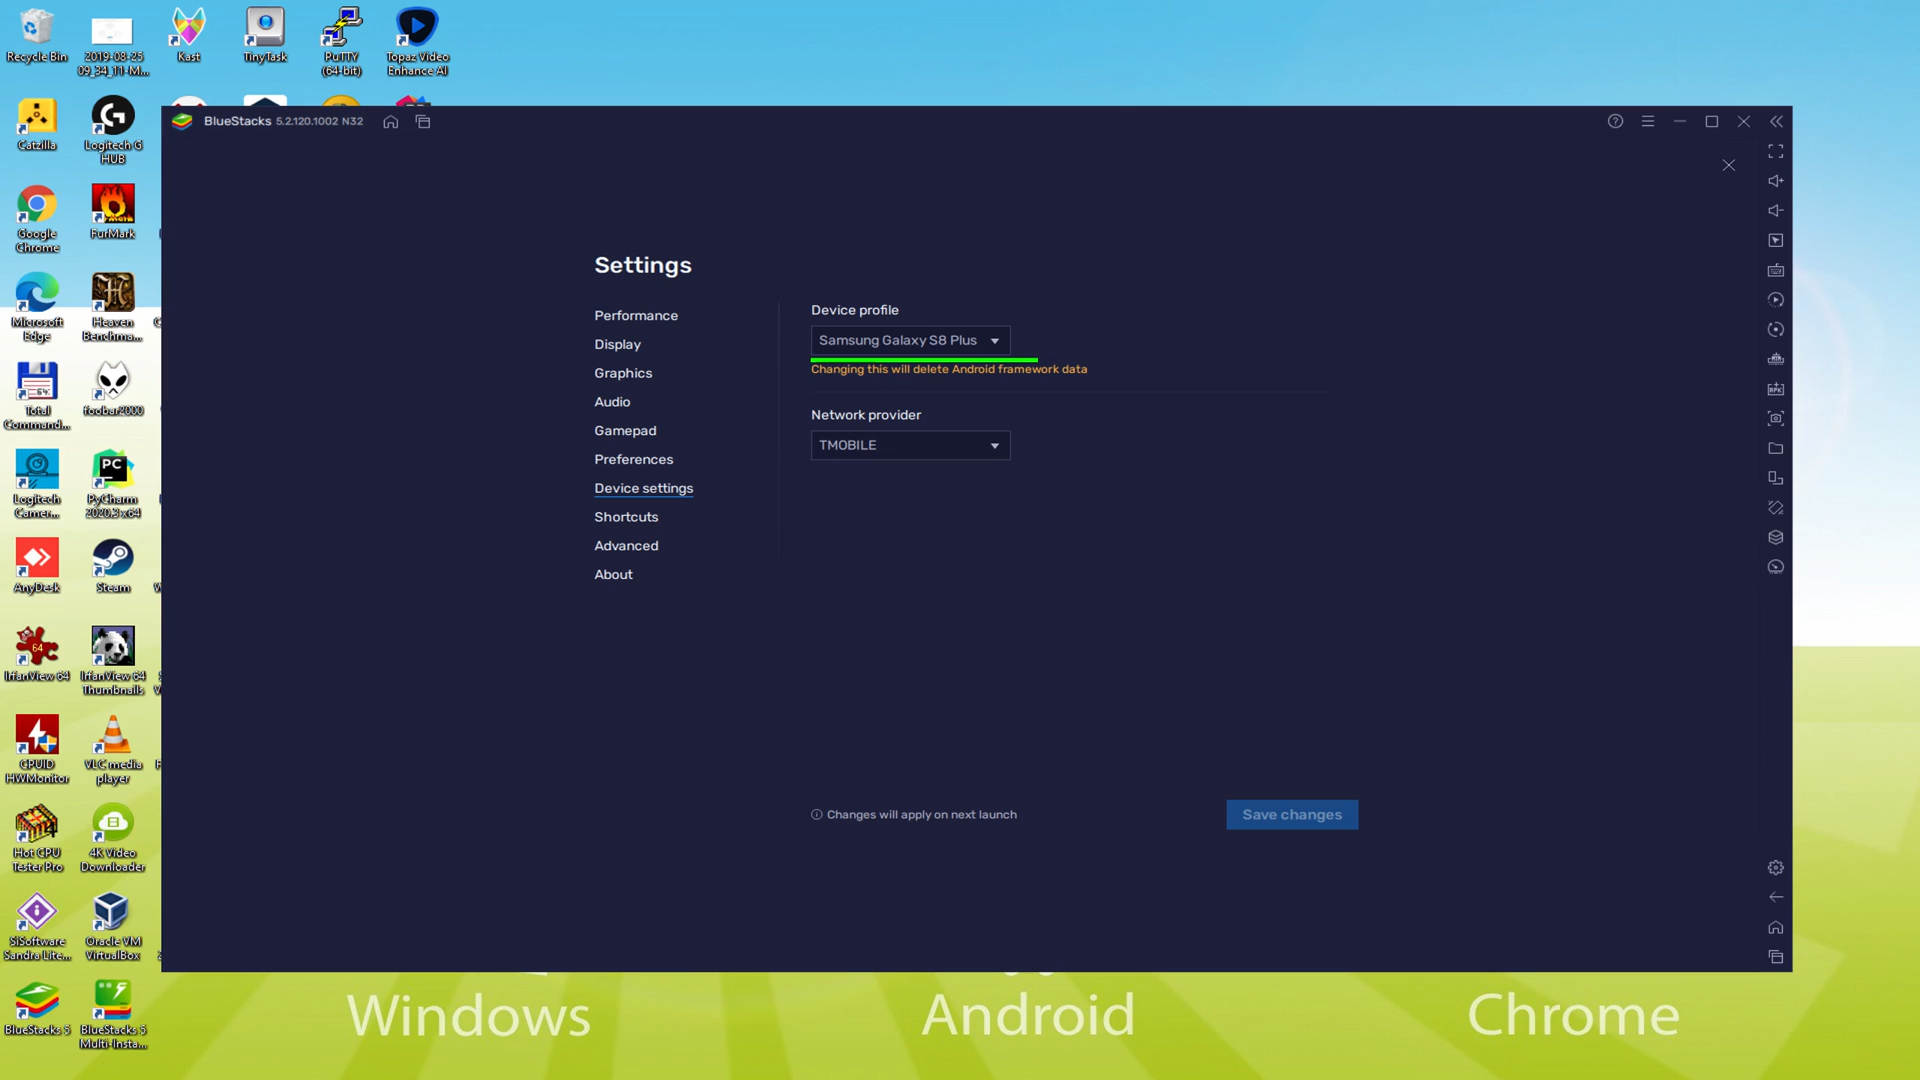 Recycle Bin
2019-08-25
09_34_11-M...
Kast
TinyTask
PuTTY
(64-bit)
Topaz Video
Enhance AI
Catzilla
Logitech G
HUB
BlueStacks 5.2.120.1002 N32
Google
Chrome
FurMark
Microsoft
Edge
Heaven
Benchma...
Total
Command...
foobar2000
Logitech
Camer...
PyCharm
2020.3 x64
AnyDesk
Steam
IrfanView 64
IrfanView 64
Thumbnails
CPUID
HWMonitor
VLC media
player
Hot CPU
Tester Pro
4K Video
Downloader
SiSoftware
Sandra Lite...
Oracle VM
VirtualBox
BlueStacks 5
BlueStacks 5
Multi-Insta...
Settings
Performance
Display
Graphics
Audio
Gamepad
Preferences
Device settings
Shortcuts
Advanced
About
Device profile
Samsung Galaxy S8 Plus
Changing this will delete Android framework data
Network provider
TMOBILE
Changes will apply on next launch
Save changes
Windows
Android
Chrome